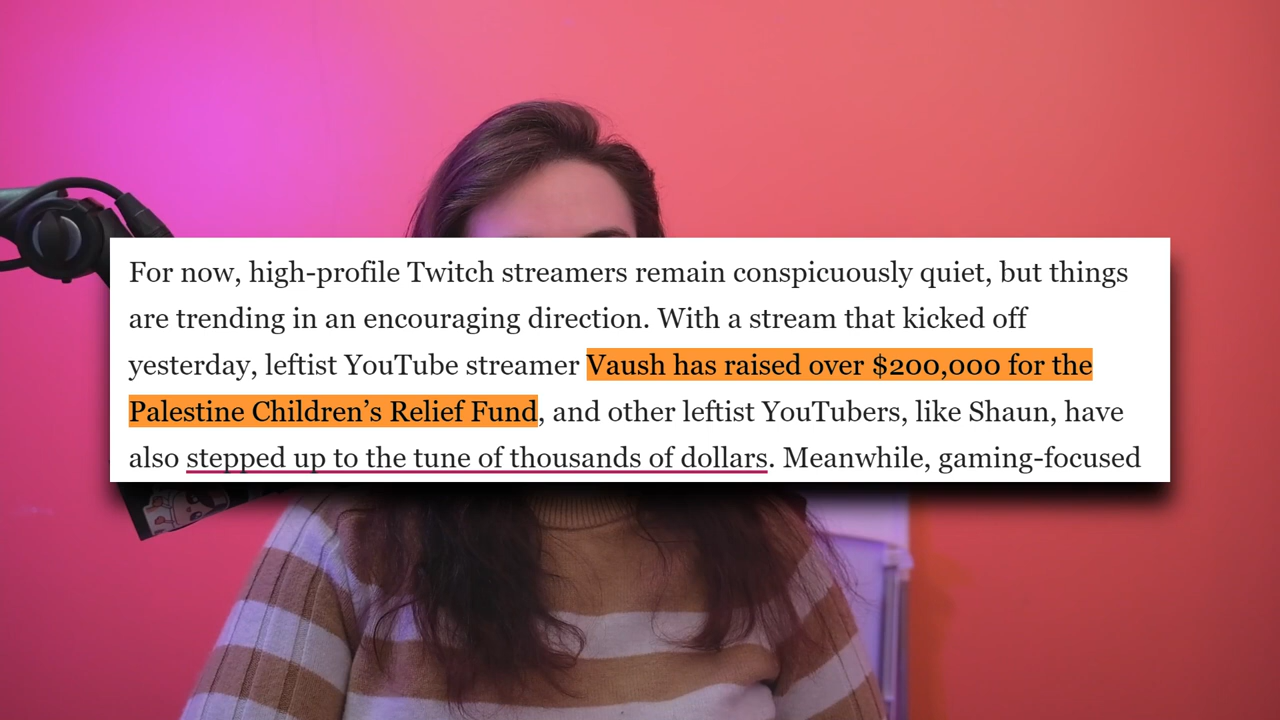 For now, high-profile Twitch streamers remain conspicuously quiet, but things
are trending in an encouraging direction. With a stream that kicked off
yesterday, leftist YouTube streamer Vaush has raised over $200,000 for the
Palestine Children’s Relief Fund, and other leftist YouTubers, like Shaun, have
also stepped up to the tune of thousands of dollars. Meanwhile, gaming-focused